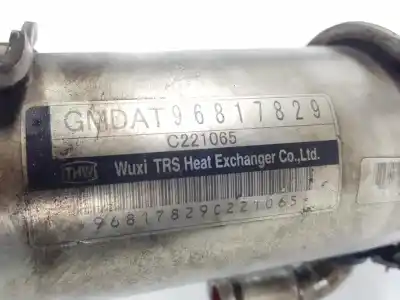 GMDAT96817829
C221065
THW Wuxi TRS Heat Exchanger Co.,Ltd.
96817829C221065